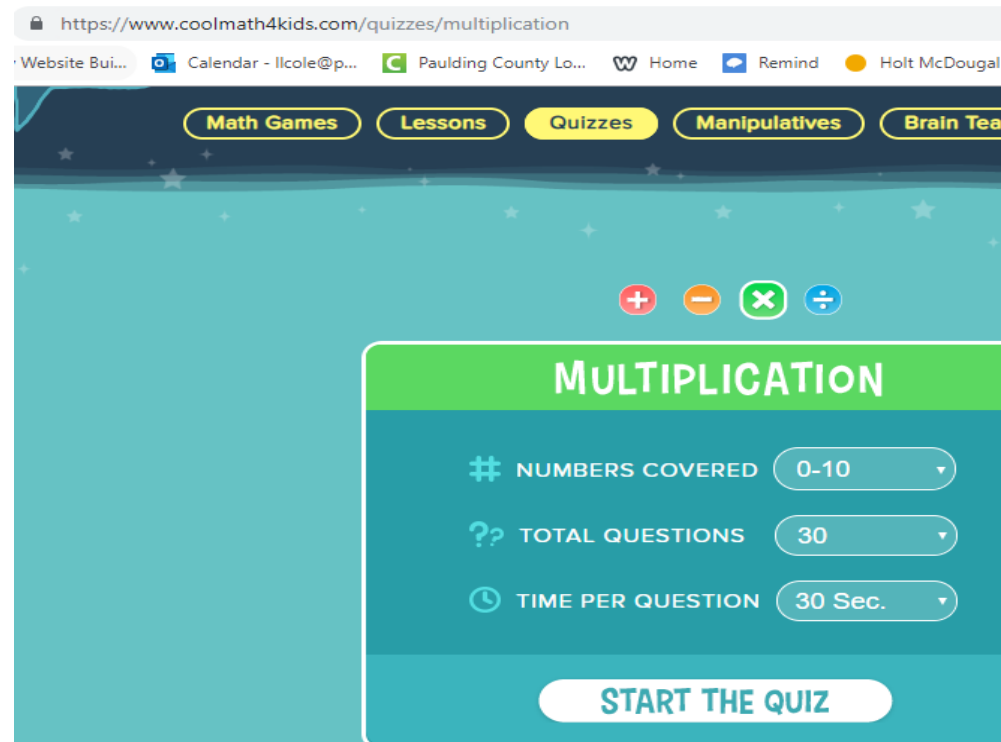 https://www.coolmath4kids.com/quizzes/multiplication
Website Bui... Calendar - llcole@p... Paulding County Lo... Home Remind Holt McDougal
Math Games Lessons Quizzes Manipulatives Brain Tea
MULTIPLICATION
# NUMBERS COVERED 0-10
?? TOTAL QUESTIONS 30
TIME PER QUESTION 30 Sec.
START THE QUIZ